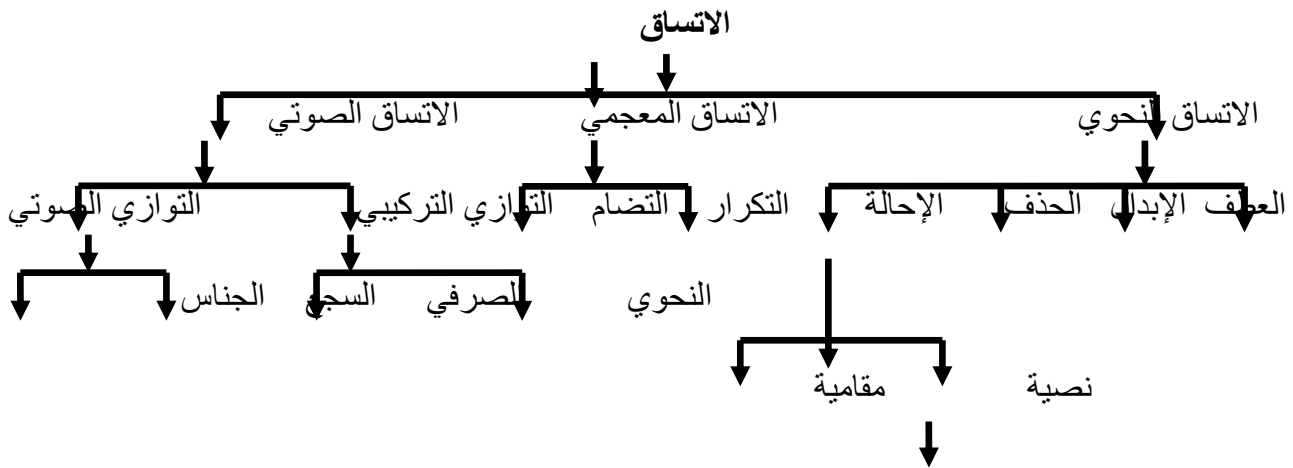 الاتساق
الاتساق النحوي الاتساق المعجمي الاتساق الصوتي
العطف الإبدال الحذف الإحالة التكرار التضام التوازي التركيبي التوازي الصوتي
النحوي الصرفي السجع الجناس
نصية مقامية